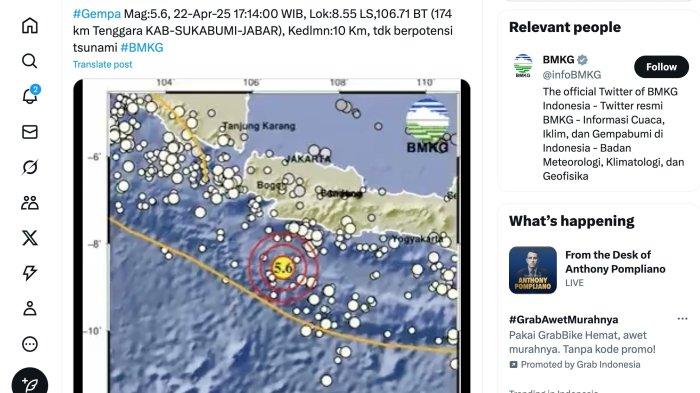 #Gempa Mag:5.6, 22-Apr-25 17:14:00 WIB, Lok:8.55 LS,106.71 BT (174
km Tenggara KAB-SUKABUMI-JABAR), Kedlmn:10 Km, tdk berpotensi
tsunami #BMKG
Translate post
104°
106°
110°
Tanjung Karang
BMKG
-6°
JAKARTA
Bogor
Yogyakarta
-8°
5.6
-10°
2
Relevant people
BMKG
@infoBMKG
Follow
BMKG
The official Twitter of BMKG
Indonesia - Twitter resmi
BMKG - Informasi Cuaca,
Iklim, dan Gempabumi di
Indonesia - Badan
Meteorologi, Klimatologi, dan
Geofisika
What's happening
ANTHONY
POMPLIANO
From the Desk of
Anthony Pompliano
LIVE
#GrabAwetMurahnya
Pakai GrabBike Hemat, awet
murahnya. Tanpa kode promo!
Promoted by Grab Indonesia
Trending in Indonesia